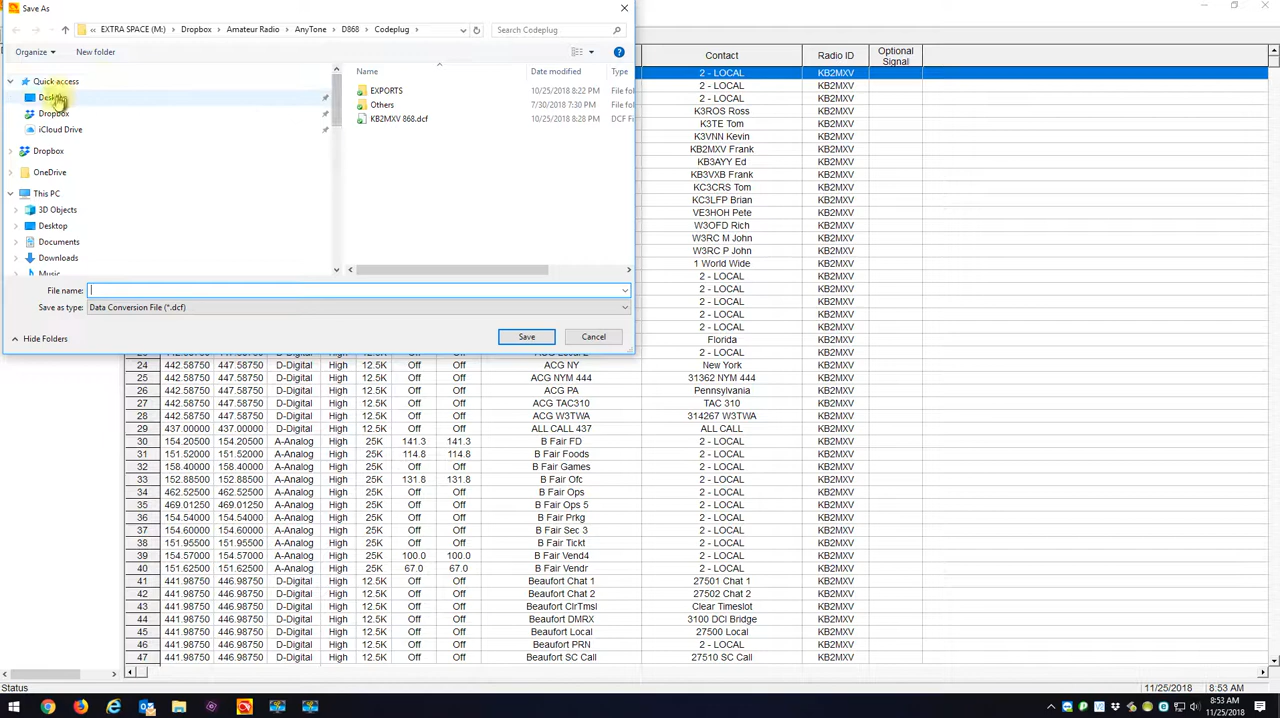 Save As
EXTRA SPACE (M:) › Dropbox › Amateur Radio › AnyTone › D868 › Codeplug ›
Search Codeplug
Organize
New folder
Name
Date modified
Type
Quick access
Desktop
Dropbox
iCloud Drive
Dropbox
OneDrive
This PC
3D Objects
Desktop
Documents
Downloads
Music
EXPORTS 10/25/2018 8:22 PM File fo
Others 7/30/2018 7:30 PM File fo
KB2MXV 868.dcf 10/25/2018 8:28 PM DCF F
File name:
Save as type: Data Conversion File (*.dcf)
Hide Folders
Save
Cancel
Contact Radio ID Optional Signal
2 - LOCAL KB2MXV
2 - LOCAL KB2MXV
2 - LOCAL KB2MXV
K3ROS Ross KB2MXV
K3TE Tom KB2MXV
K3VNN Kevin KB2MXV
KB2MXV Frank KB2MXV
KB3AYY Ed KB2MXV
KB3VXB Frank KB2MXV
KC3CRS Tom KB2MXV
KC3LFP Brian KB2MXV
VE3HOH Pete KB2MXV
W3OFD Rich KB2MXV
W3RC M John KB2MXV
W3RC P John KB2MXV
1 World Wide KB2MXV
2 - LOCAL KB2MXV
2 - LOCAL KB2MXV
2 - LOCAL KB2MXV
2 - LOCAL KB2MXV
2 - LOCAL KB2MXV
Florida KB2MXV
2 - LOCAL KB2MXV
24 442.58750 447.58750 D-Digital High 12.5K Off Off ACG NY New York KB2MXV
25 442.58750 447.58750 D-Digital High 12.5K Off Off ACG NYM 444 31362 NYM 444 KB2MXV
26 442.58750 447.58750 D-Digital High 12.5K Off Off ACG PA Pennsylvania KB2MXV
27 442.58750 447.58750 D-Digital High 12.5K Off Off ACG TAC310 TAC 310 KB2MXV
28 442.58750 447.58750 D-Digital High 12.5K Off Off ACG W3TWA 314267 W3TWA KB2MXV
29 437.00000 437.00000 D-Digital High 12.5K Off Off ALL CALL 437 ALL CALL KB2MXV
30 154.20500 154.20500 A-Analog High 25K 141.3 141.3 B Fair FD 2 - LOCAL KB2MXV
31 151.52000 151.52000 A-Analog High 25K 114.8 114.8 B Fair Foods 2 - LOCAL KB2MXV
32 158.40000 158.40000 A-Analog High 25K Off Off B Fair Games 2 - LOCAL KB2MXV
33 152.88500 152.88500 A-Analog High 25K 131.8 131.8 B Fair Ofc 2 - LOCAL KB2MXV
34 462.52500 462.52500 A-Analog High 25K Off Off B Fair Ops 2 - LOCAL KB2MXV
35 469.01250 469.01250 A-Analog High 25K Off Off B Fair Ops 5 2 - LOCAL KB2MXV
36 154.54000 154.54000 A-Analog High 25K Off Off B Fair Prkg 2 - LOCAL KB2MXV
37 154.60000 154.60000 A-Analog High 25K Off Off B Fair Sec 3 2 - LOCAL KB2MXV
38 151.95500 151.95500 A-Analog High 25K Off Off B Fair Tickt 2 - LOCAL KB2MXV
39 154.57000 154.57000 A-Analog High 25K 100.0 100.0 B Fair Vend4 2 - LOCAL KB2MXV
40 151.62500 151.62500 A-Analog High 25K 67.0 67.0 B Fair Vendr 2 - LOCAL KB2MXV
41 441.98750 446.98750 D-Digital High 12.5K Off Off Beaufort Chat 1 27501 Chat 1 KB2MXV
42 441.98750 446.98750 D-Digital High 12.5K Off Off Beaufort Chat 2 27502 Chat 2 KB2MXV
43 441.98750 446.98750 D-Digital High 12.5K Off Off Beaufort ClrTmsl Clear Timeslot KB2MXV
44 441.98750 446.98750 D-Digital High 12.5K Off Off Beaufort DMRX 3100 DCI Bridge KB2MXV
45 441.98750 446.98750 D-Digital High 12.5K Off Off Beaufort Local 27500 Local KB2MXV
46 441.98750 446.98750 D-Digital High 12.5K Off Off Beaufort PRN 2 - LOCAL KB2MXV
47 441.98750 446.98750 D-Digital High 12.5K Off Off Beaufort SC Call 27510 SC Call KB2MXV
Status
11/25/2018 8:53 AM
8:53 AM
11/25/2018